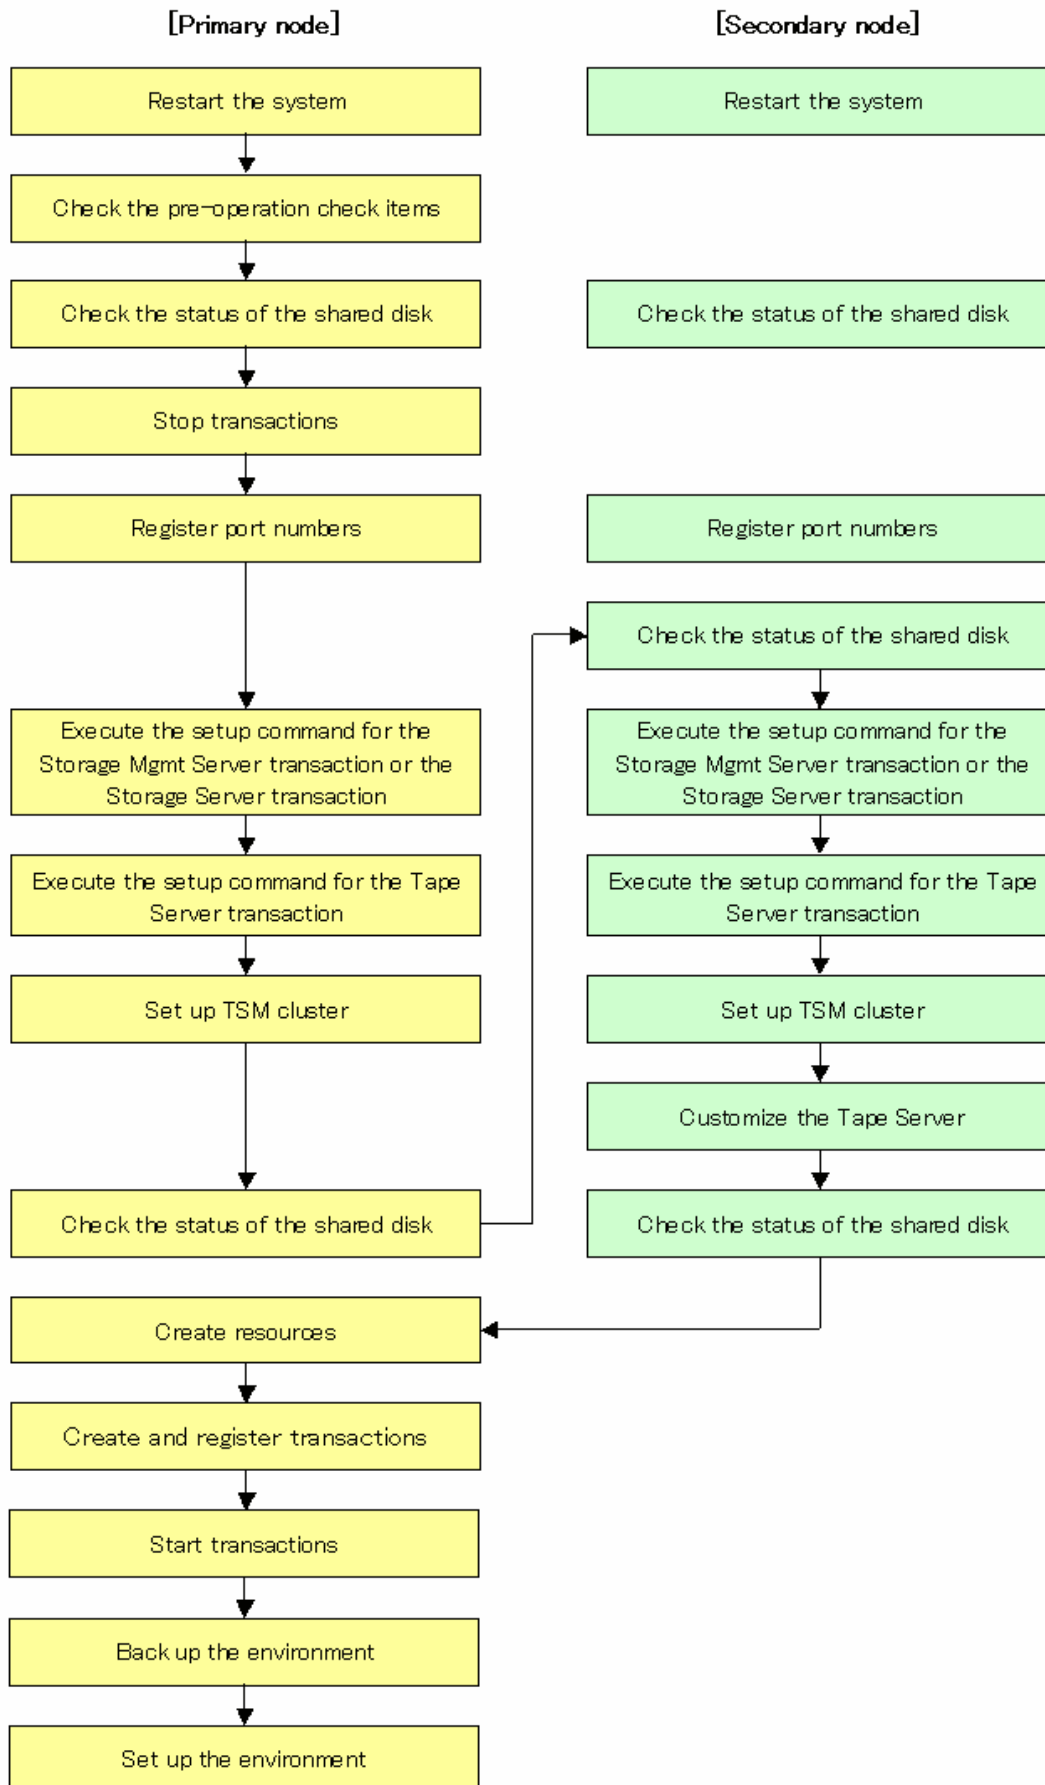 [Primary node]
[Secondary node]
Restart the system
Restart the system
Check the pre-operation check items
Check the status of the shared disk
Check the status of the shared disk
Stop transactions
Register port numbers
Register port numbers
Check the status of the shared disk
Execute the setup command for the
Storage Mgmt Server transaction or the
Storage Server transaction
Execute the setup command for the
Storage Mgmt Server transaction or the
Storage Server transaction
Execute the setup command for the Tape
Server transaction
Execute the setup command for the Tape
Server transaction
Set up TSM cluster
Set up TSM cluster
Customize the Tape Server
Check the status of the shared disk
Check the status of the shared disk
Create resources
Create and register transactions
Start transactions
Back up the environment
Set up the environment